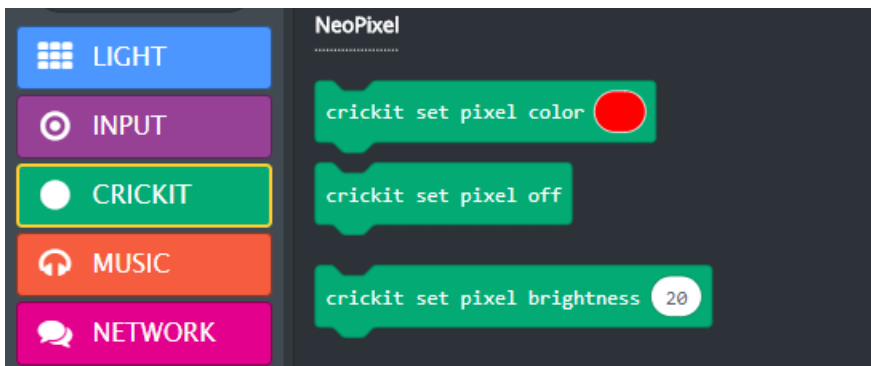 LIGHT
INPUT
CRICKIT
MUSIC
NETWORK
NeoPixel
crickit set pixel color
crickit set pixel off
crickit set pixel brightness 20